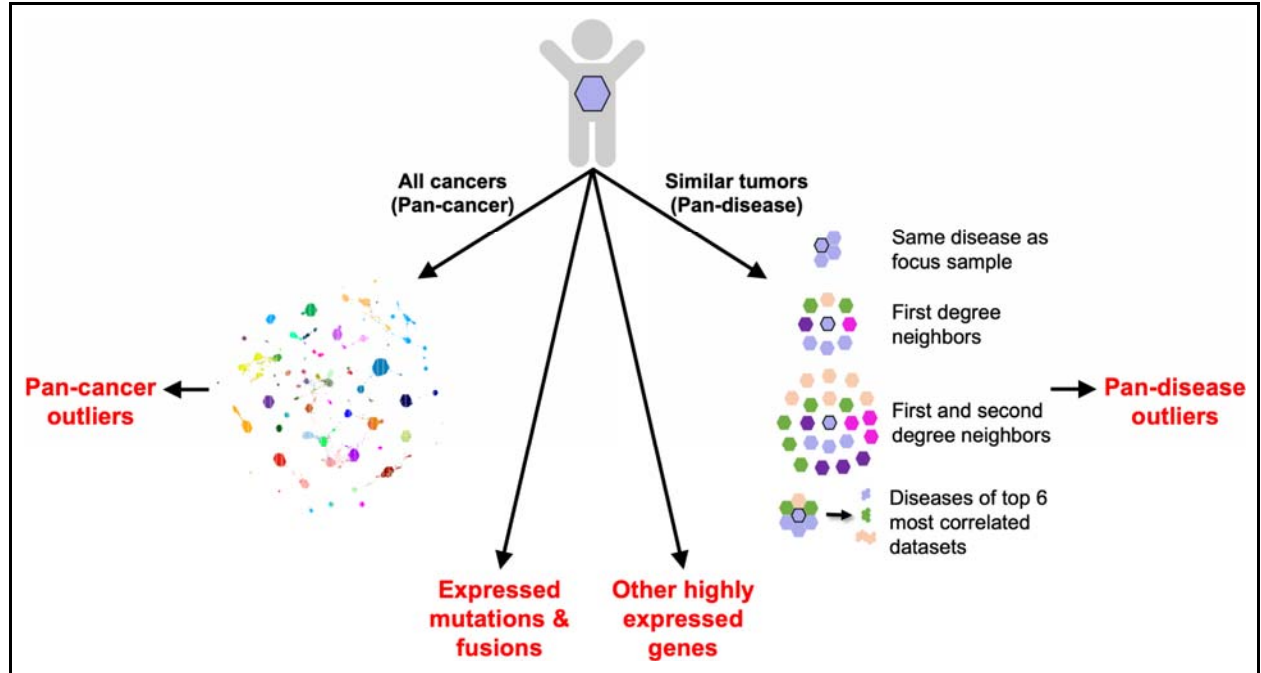 All cancers
(Pan-cancer)
Similar tumors
(Pan-disease)
Same disease as
focus sample
First degree
neighbors
Pan-cancer
outliers
First and second
degree neighbors
Pan-disease
outliers
Diseases of top 6
most correlated
datasets
Expressed
mutations &
fusions
Other highly
expressed
genes